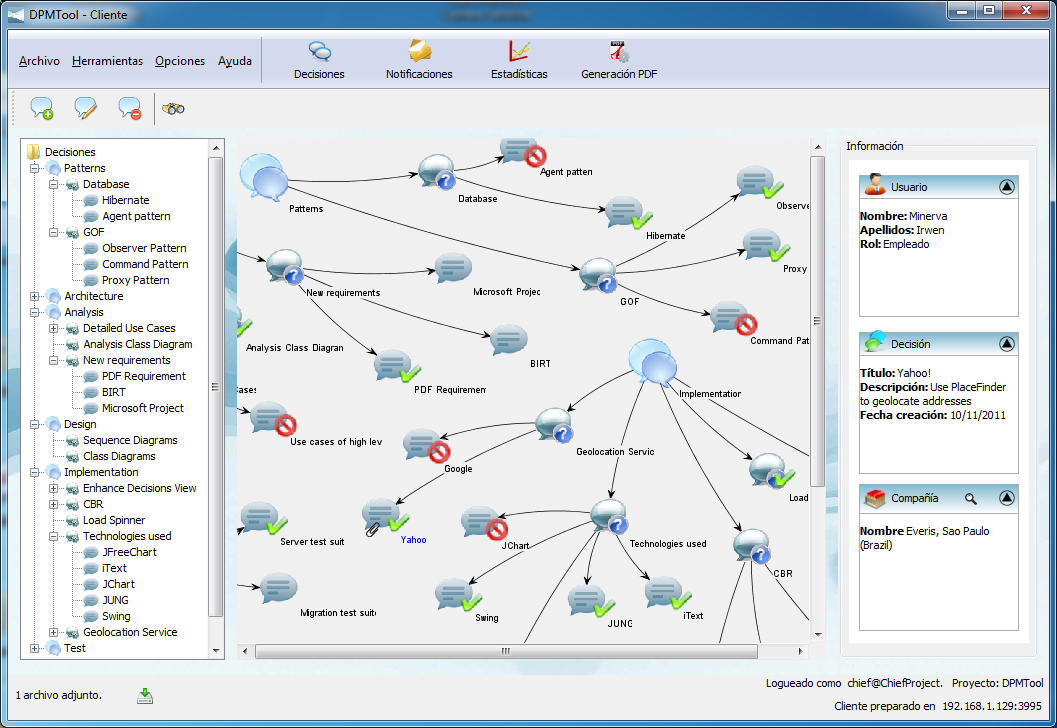 DPMTool - Cliente
Archivo Herramientas Opciones Ayuda
Decisiones
Notificaciones
Estadísticas
PDF
Generación PDF
Decisiones
Patterns
Database
Hibernate
Agent pattern
GOF
Observer Pattern
Command Pattern
Proxy Pattern
Architecture
Analysis
Detailed Use Cases
Analysis Class Diagram
New requirements
PDF Requirement
BIRT
Microsoft Project
Design
Sequence Diagrams
Class Diagrams
Implementation
Enhance Decisions View
CBR
Load Spinner
Technologies used
JFreeChart
iText
JChart
JUNG
Swing
Geolocation Service
Test
Agent patten
Patterns
Database
Observe
Hibernate
Proxy
New requirements
Microsoft Projec
GOF
Analysis Class Diagran
Command Pat
BIRT
PDF Requiremen
Implementation
ases
Use cases of high lev
Geolocation Servic
Google
Load
Server test suit
Yahoo
JChart
Technologies used
CBR
Migration test suite
Swing
JUNG
iText
Información
Usuario
Nombre: Minerva
Apellidos: Irwen
Rol: Empleado
Decisión
Título: Yahoo!
Descripción: Use PlaceFinder
to geolocate addresses
Fecha creación: 10/11/2011
Compañía
Nombre Everis, Sao Paulo
(Brazil)
1 archivo adjunto.
Logueado como chief@ChiefProject. Proyecto: DPMTool
Cliente preparado en 192.168.1.129:3995